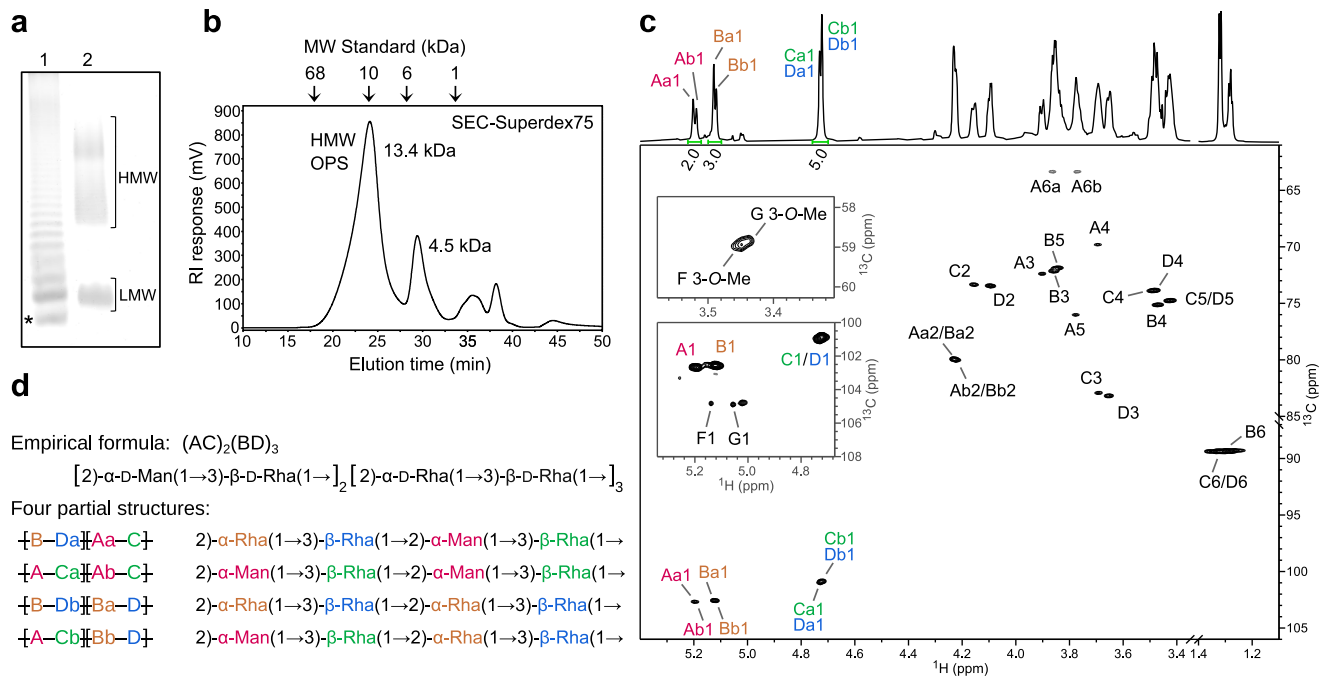 a
1 2
HMW
LMW
*
b
MW Standard (kDa)
68 10 6 1
SEC-Superdex75
HMW
OPS
13.4 kDa
4.5 kDa
RI response (mV)
900
800
700
600
500
400
300
200
100
0
10 15 20 25 30 35 40 45 50
Elution time (min)
c
Aa1
Ab1
Ba1
Bb1
Ca1
Da1
Cb1
Db1
2.0
3.0
5.0
A6a A6b
G 3-O-Me
F 3-O-Me
58
59
60
13C (ppm)
3.5 3.4
A1
B1
C1/D1
F1
G1
100
102
104
106
108
13C (ppm)
5.2 5.0 4.8
1H (ppm)
C2
D2
A3
B5
B3
A4
A5
C4
D4
B4
C5/D5
Aa2/Ba2
Ab2/Bb2
C3
D3
B6
C6/D6
Aa1
Ba1
Ab1
Bb1
Cb1
Db1
Ca1
Da1
65
70
75
80
85
90
95
100
105
13C (ppm)
5.2 5.0 4.8 4.6 4.4 4.2 4.0 3.8 3.6 1.4 1.2
1H (ppm)
d
Empirical formula: (AC)2(BD)3
[2)-α-D-Man(1→3)-β-D-Rha(1→]2[2)-α-D-Rha(1→3)-β-D-Rha(1→]3
Four partial structures:
[B–Da][Aa–C] 2)-α-Rha(1→3)-β-Rha(1→2)-α-Man(1→3)-β-Rha(1→
[A–Ca][Ab–C] 2)-α-Man(1→3)-β-Rha(1→2)-α-Man(1→3)-β-Rha(1→
[B–Db][Ba–D] 2)-α-Rha(1→3)-β-Rha(1→2)-α-Rha(1→3)-β-Rha(1→
[A–Cb][Bb–D] 2)-α-Man(1→3)-β-Rha(1→2)-α-Rha(1→3)-β-Rha(1→